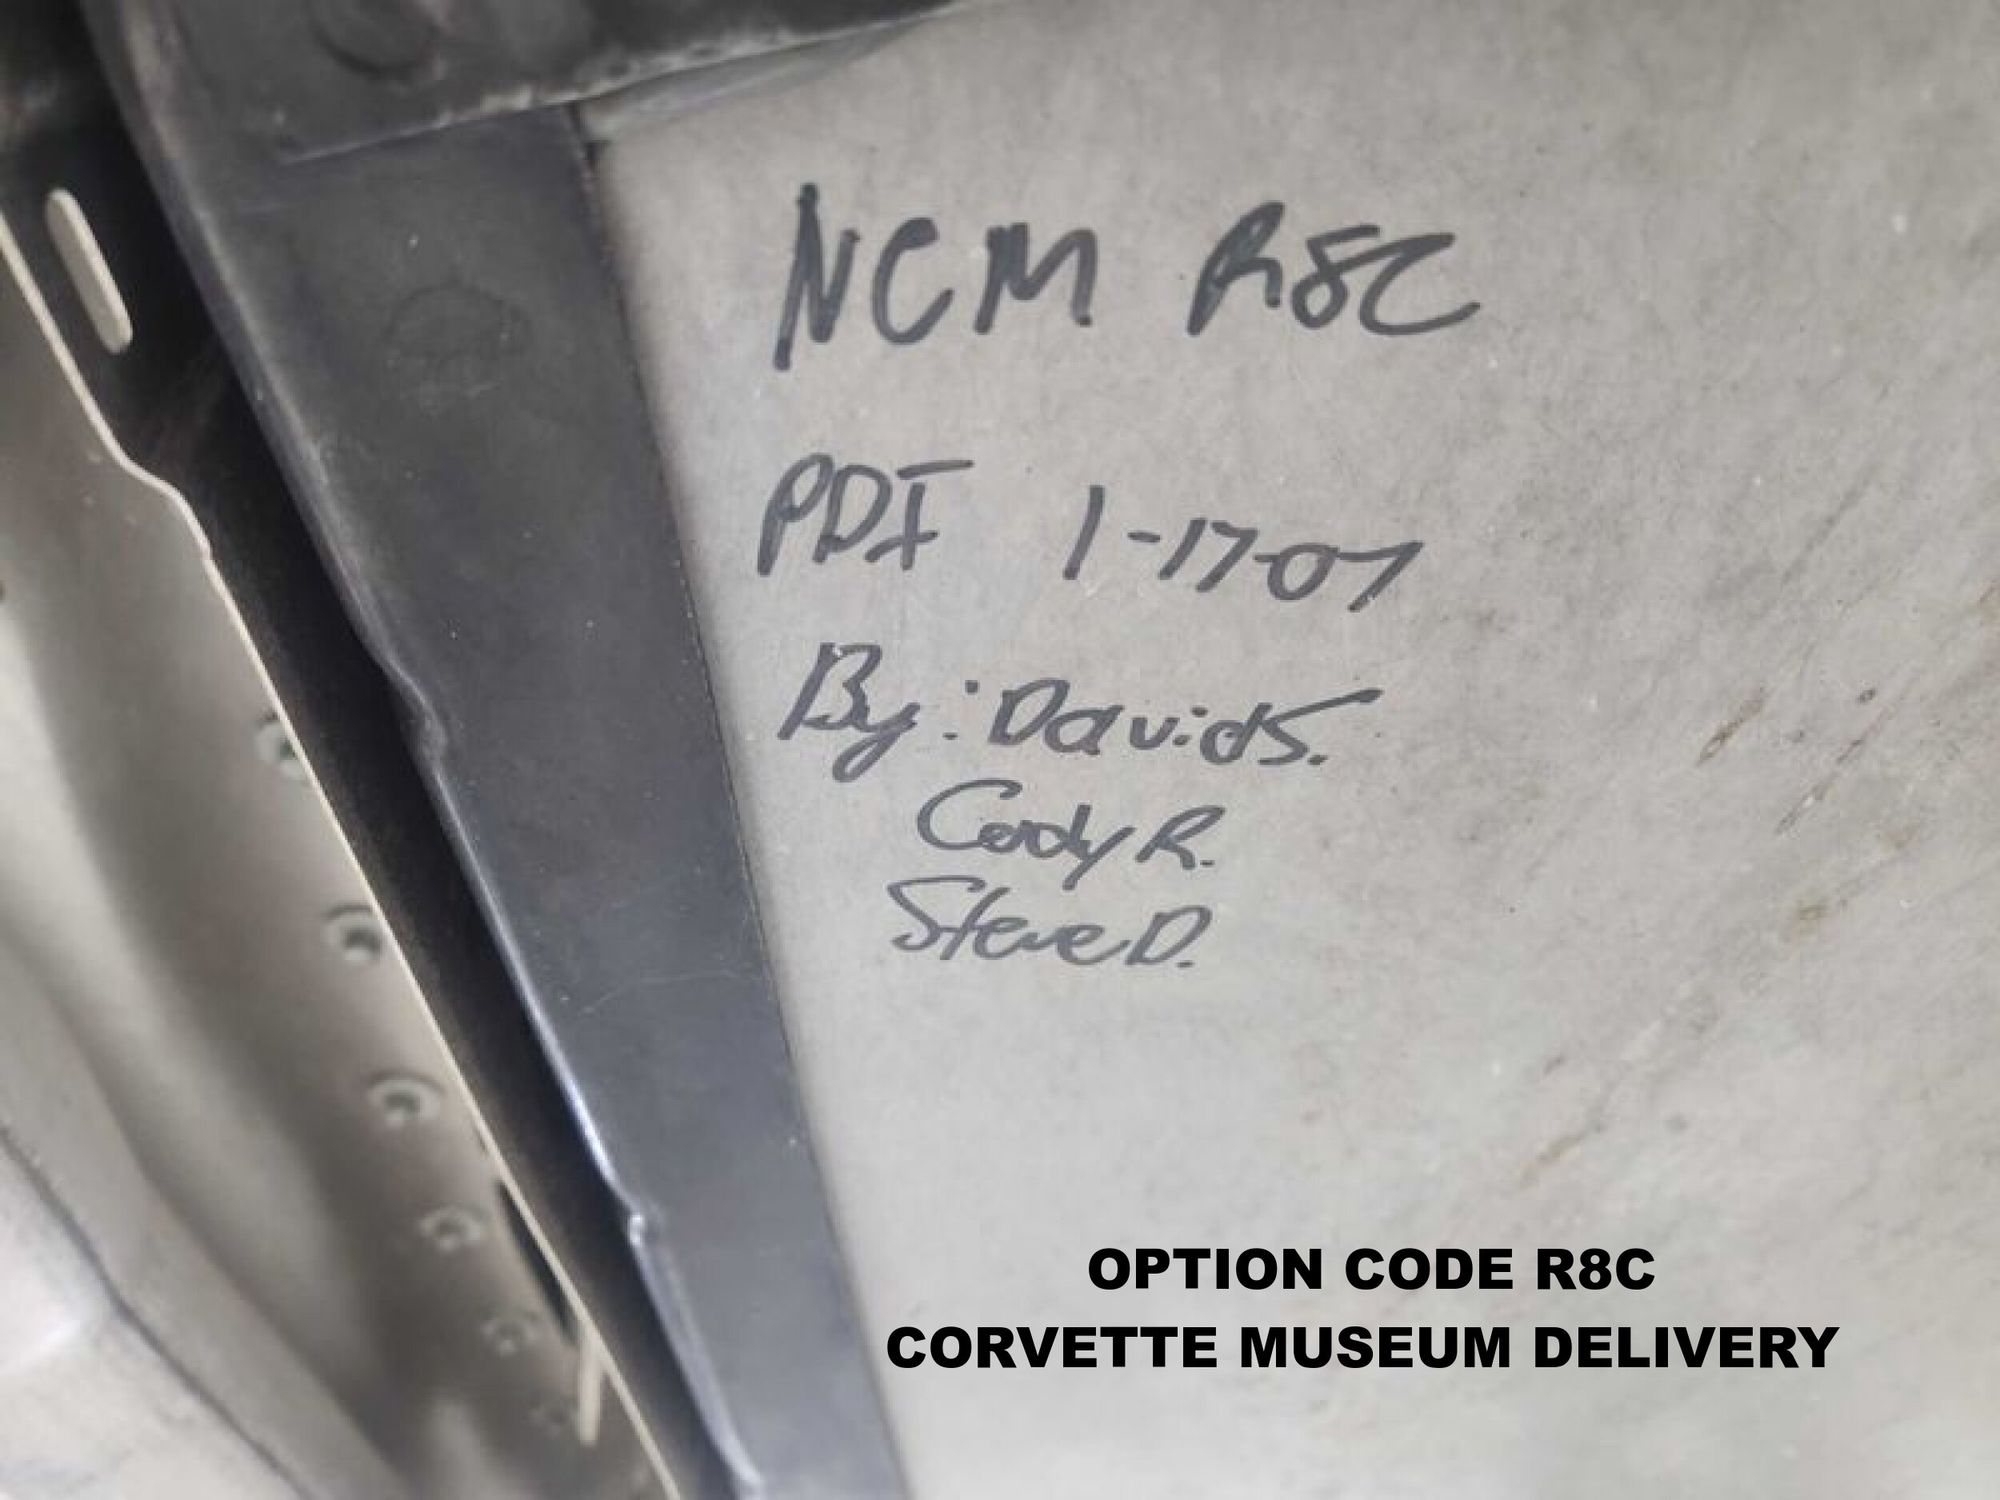 NCM R8C
PDI 1-17-07
By: David S.
Cody R.
Steve D.
OPTION CODE R8C
CORVETTE MUSEUM DELIVERY